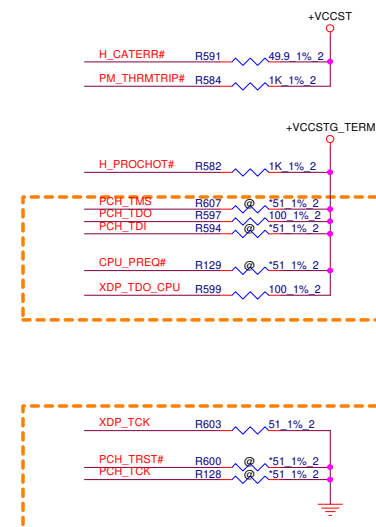 +VCCST
H_CATERR# R591 49.9_1%_2
PM_THRMTRIP# R584 1K_1%_2
+VCCSTG_TERM
H_PROCHOT# R582 1K_1%_2
PCH_TMS R607 @ *51_1%_2
PCH_TDO R597 100_1%_2
PCH_TDI R594 @ *51_1%_2
CPU_PREQ# R129 @ *51_1%_2
XDP_TDO_CPU R599 100_1%_2
XDP_TCK R603 51_1%_2
PCH_TRST# R600 @ *51_1%_2
PCH_TCK R128 @ *51_1%_2